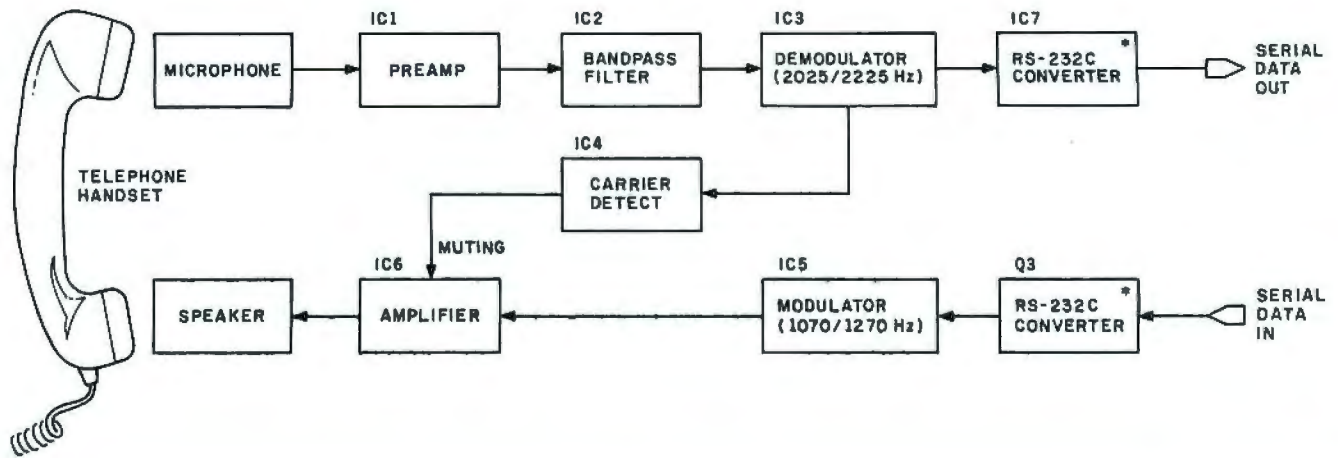 IC1
IC2
IC3
IC7
MICROPHONE
PREAMP
BANDPASS
FILTER
DEMODULATOR
(2025/2225 Hz)
RS-232C *
CONVERTER
SERIAL
DATA
OUT
TELEPHONE
HANDSET
IC4
CARRIER
DETECT
MUTING
IC6
IC5
Q3
SPEAKER
AMPLIFIER
MODULATOR
(1070/1270 Hz)
RS-232C *
CONVERTER
SERIAL
DATA
IN